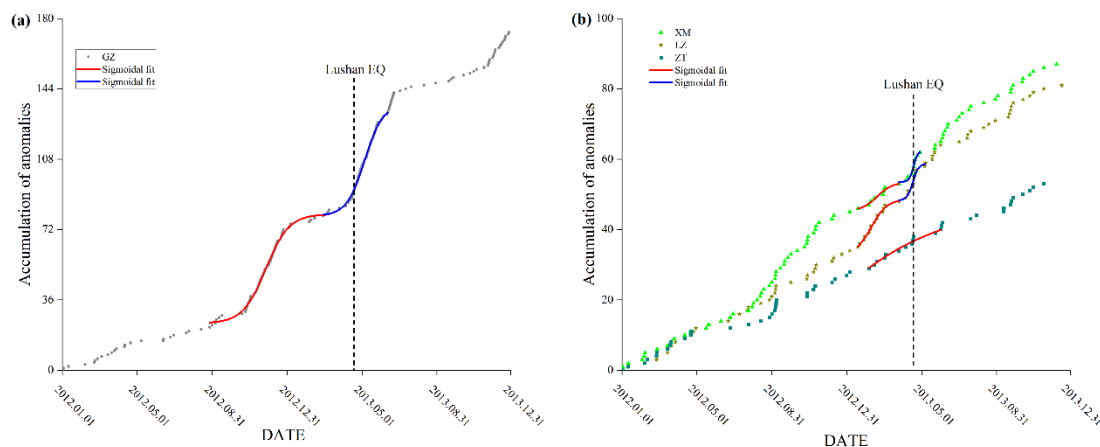 (a)
180
144
108
72
36
0
Accumulation of anomalies
GZ
Sigmoidal fit
Sigmoidal fit
Lushan EQ
2012.01.01
2012.05.01
2012.08.31
2012.12.31
2013.05.01
2013.08.31
2013.12.31
DATE
(b)
100
80
60
40
20
0
Accumulation of anomalies
XM
LZ
ZT
Sigmoidal fit
Sigmoidal fit
Lushan EQ
2012.01.01
2012.05.01
2012.08.31
2012.12.31
2013.05.01
2013.08.31
2013.12.31
DATE